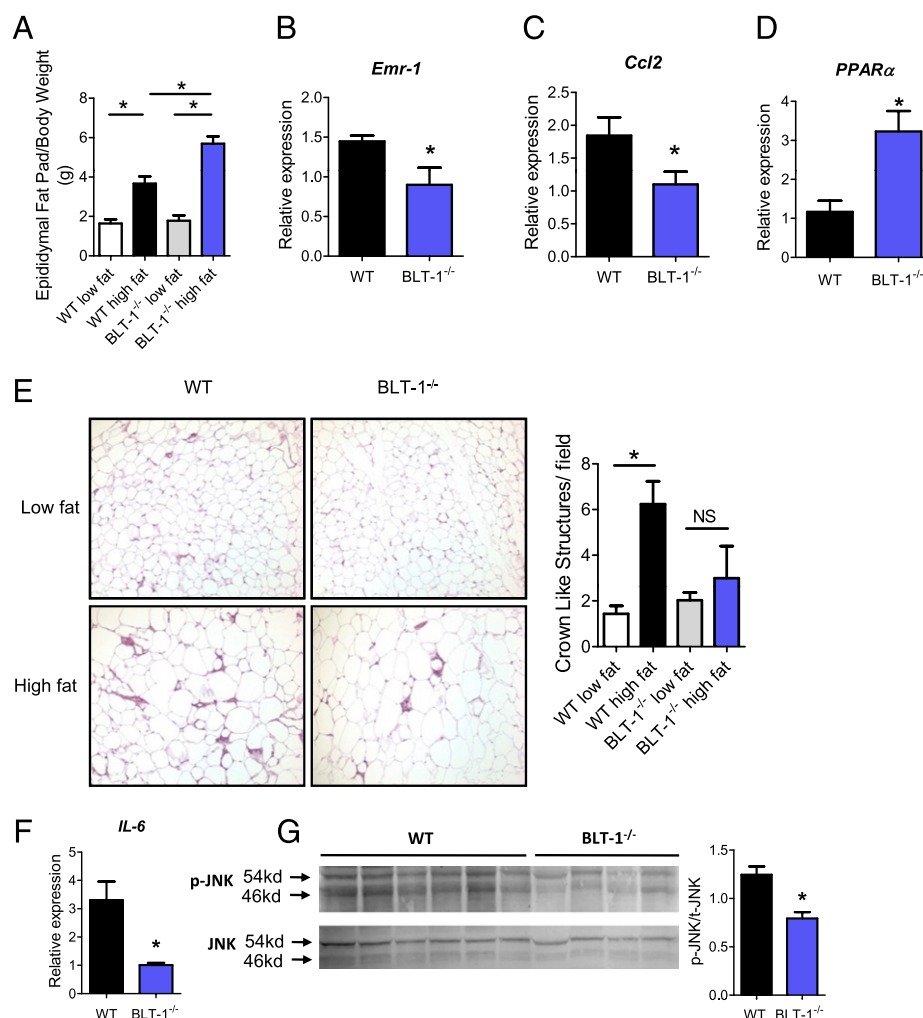 A
Epididymal Fat Pad/Body Weight
(g)
8
6
4
2
0
*
*
*
WT low fat
WT high fat
BLT-1-/- low fat
BLT-1-/- high fat
B
Emr-1
Relative expression
2.0
1.5
1.0
0.5
0.0
*
WT
BLT-1-/-
C
Ccl2
Relative expression
2.5
2.0
1.5
1.0
0.5
0.0
*
WT
BLT-1-/-
D
PPARα
Relative expression
4
3
2
1
0
*
WT
BLT-1-/-
E
WT
BLT-1-/-
Low fat
High fat
Crown Like Structures/ field
8
6
4
2
0
*
NS
WT low fat
WT high fat
BLT-1-/- low fat
BLT-1-/- high fat
F
IL-6
Relative expression
5
4
3
2
1
0
*
WT
BLT-1-/-
G
WT
BLT-1-/-
p-JNK 54kd
46kd
JNK 54kd
46kd
p-JNK/t-JNK
1.5
1.0
0.5
0.0
*
WT
BLT-1-/-